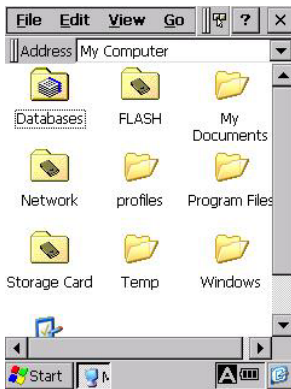 File Edit View Go ?
Address My Computer
Databases FLASH My Documents
Network profiles Program Files
Storage Card Temp Windows
Start A